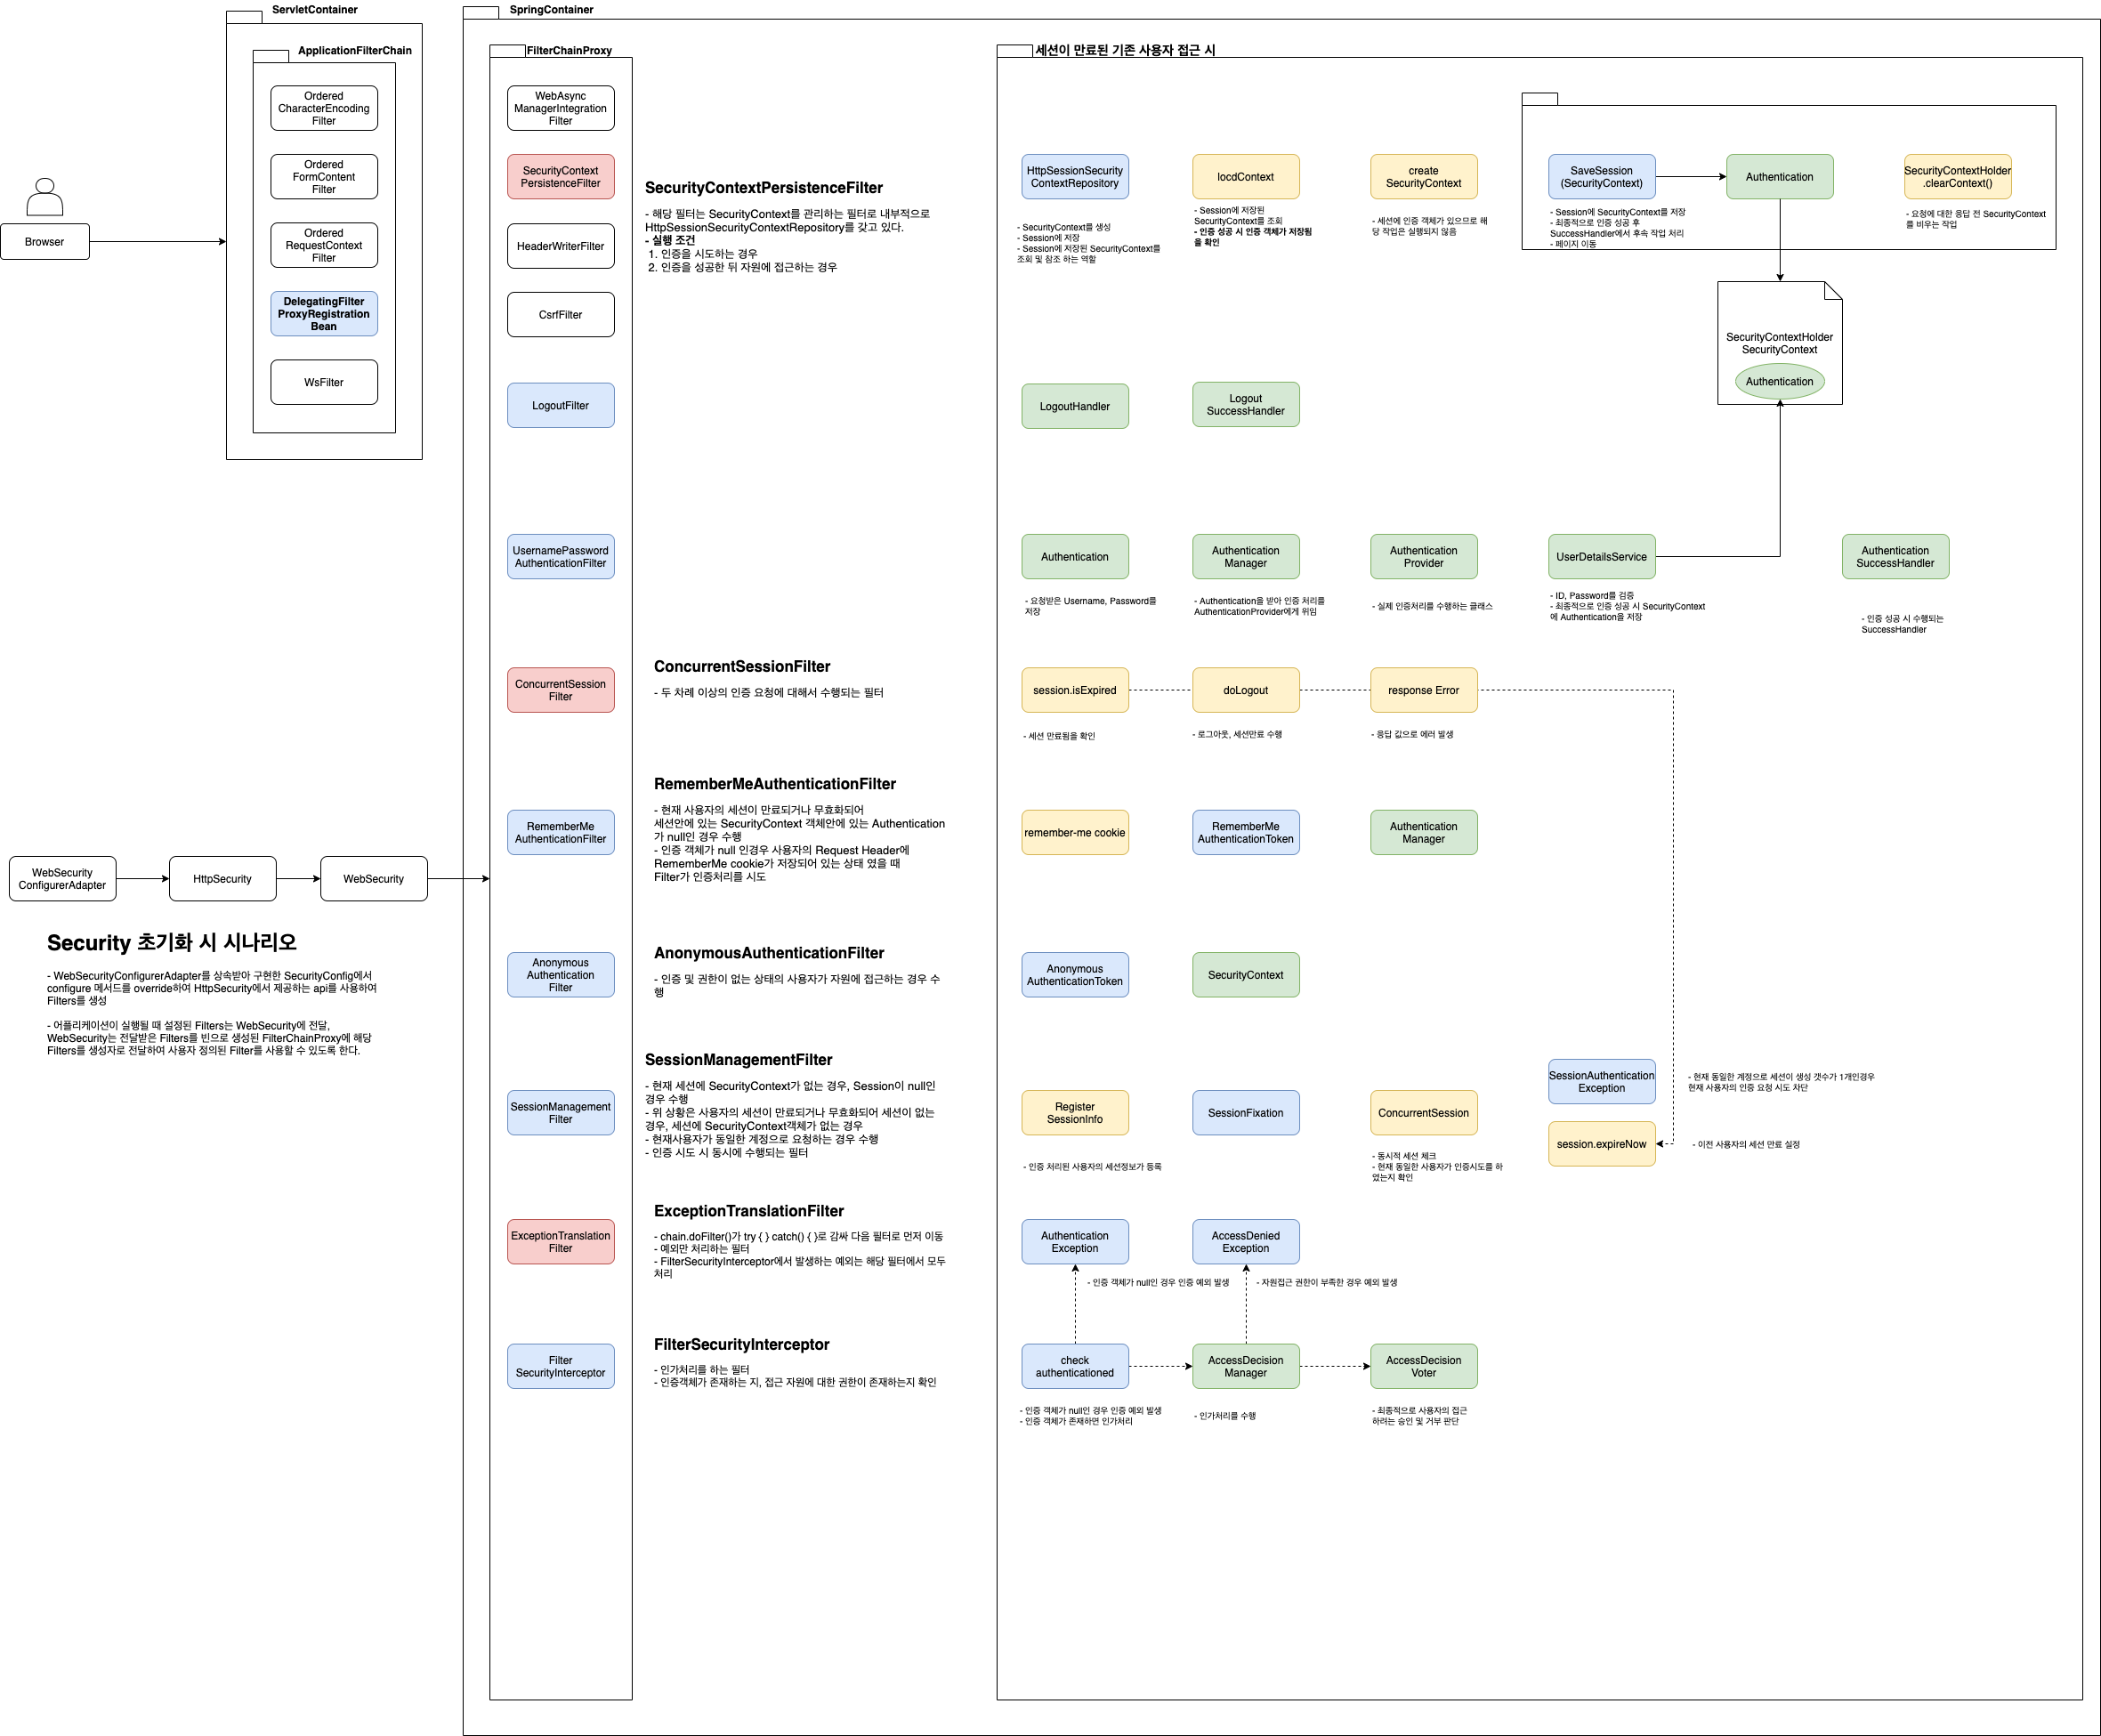 ServletContainer
ApplicationFilterChain
Ordered
CharacterEncoding
Filter
Ordered
FormContent
Filter
Ordered
RequestContext
Filter
DelegatingFilter
ProxyRegistration
Bean
WsFilter
Browser
WebSecurity
ConfigurerAdapter
HttpSecurity
WebSecurity
Security 초기화 시 시나리오
- WebSecurityConfigurerAdapter를 상속받아 구현한 SecurityConfig에서
configure 메서드를 override하여 HttpSecurity에서 제공하는 api를 사용하여
Filters를 생성
- 어플리케이션이 실행될 때 설정된 Filters는 WebSecurity에 전달,
WebSecurity는 전달받은 Filters를 빈으로 생성된 FilterChainProxy에 해당
Filters를 생성자로 전달하여 사용자 정의된 Filter를 사용할 수 있도록 한다.
SpringContainer
FilterChainProxy
WebAsync
ManagerIntegration
Filter
SecurityContext
PersistenceFilter
HeaderWriterFilter
CsrfFilter
LogoutFilter
UsernamePassword
AuthenticationFilter
ConcurrentSession
Filter
RememberMe
AuthenticationFilter
Anonymous
Authentication
Filter
SessionManagement
Filter
ExceptionTranslation
Filter
Filter
SecurityInterceptor
SecurityContextPersistenceFilter
- 해당 필터는 SecurityContext를 관리하는 필터로 내부적으로
HttpSessionSecurityContextRepository를 갖고 있다.
- 실행 조건
1. 인증을 시도하는 경우
2. 인증을 성공한 뒤 자원에 접근하는 경우
ConcurrentSessionFilter
- 두 차례 이상의 인증 요청에 대해서 수행되는 필터
RememberMeAuthenticationFilter
- 현재 사용자의 세션이 만료되거나 무효화되어
세션안에 있는 SecurityContext 객체안에 있는 Authentication
가 null인 경우 수행
- 인증 객체가 null 인경우 사용자의 Request Header에
RememberMe cookie가 저장되어 있는 상태 였을 때
Filter가 인증처리를 시도
AnonymousAuthenticationFilter
- 인증 및 권한이 없는 상태의 사용자가 자원에 접근하는 경우 수
행
SessionManagementFilter
- 현재 세션에 SecurityContext가 없는 경우, Session이 null인
경우 수행
- 위 상황은 사용자의 세션이 만료되거나 무효화되어 세션이 없는
경우, 세션에 SecurityContext객체가 없는 경우
- 현재사용자가 동일한 계정으로 요청하는 경우 수행
- 인증 시도 시 동시에 수행되는 필터
ExceptionTranslationFilter
- chain.doFilter()가 try { } catch() { }로 감싸 다음 필터로 먼저 이동
- 예외만 처리하는 필터
- FilterSecurityInterceptor에서 발생하는 예외는 해당 필터에서 모두
처리
FilterSecurityInterceptor
- 인가처리를 하는 필터
- 인증객체가 존재하는 지, 접근 자원에 대한 권한이 존재하는지 확인
세션이 만료된 기존 사용자 접근 시
HttpSessionSecurity
ContextRepository
- SecurityContext를 생성
- Session에 저장
- Session에 저장된 SecurityContext를
조회 및 참조 하는 역할
locdContext
- Session에 저장된
SecurityContext를 조회
- 인증 성공 시 인증 객체가 저장됨
을 확인
create
SecurityContext
- 세션에 인증 객체가 있으므로 해
당 작업은 실행되지 않음
SaveSession
(SecurityContext)
- Session에 SecurityContext를 저장
- 최종적으로 인증 성공 후
SuccessHandler에서 후속 작업 처리
- 페이지 이동
Authentication
SecurityContextHolder
.clearContext()
- 요청에 대한 응답 전 SecurityContext
를 비우는 작업
SecurityContextHolder
SecurityContext
Authentication
LogoutHandler
Logout
SuccessHandler
Authentication
- 요청받은 Username, Password를
저장
Authentication
Manager
- Authentication을 받아 인증 처리를
AuthenticationProvider에게 위임
Authentication
Provider
- 실제 인증처리를 수행하는 클래스
UserDetailsService
- ID, Password를 검증
- 최종적으로 인증 성공 시 SecurityContext
에 Authentication을 저장
Authentication
SuccessHandler
- 인증 성공 시 수행되는
SuccessHandler
session.isExpired
- 세션 만료됨을 확인
doLogout
- 로그아웃, 세션만료 수행
response Error
- 응답 값으로 에러 발생
remember-me cookie
RememberMe
AuthenticationToken
Authentication
Manager
Anonymous
AuthenticationToken
SecurityContext
Register
SessionInfo
- 인증 처리된 사용자의 세션정보가 등록
SessionFixation
ConcurrentSession
- 동시적 세션 체크
- 현재 동일한 사용자가 인증시도를 하
였는지 확인
SessionAuthentication
Exception
- 현재 동일한 계정으로 세션이 생성 갯수가 1개인경우
현재 사용자의 인증 요청 시도 차단
session.expireNow
- 이전 사용자의 세션 만료 설정
Authentication
Exception
- 인증 객체가 null인 경우 인증 예외 발생
AccessDenied
Exception
- 자원접근 권한이 부족한 경우 예외 발생
check
authenticationed
- 인증 객체가 null인 경우 인증 예외 발생
- 인증 객체가 존재하면 인가처리
AccessDecision
Manager
- 인가처리를 수행
AccessDecision
Voter
- 최종적으로 사용자의 접근
하려는 승인 및 거부 판단